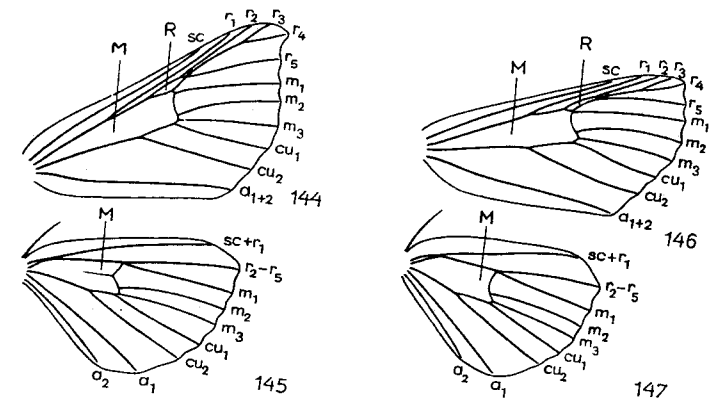 M R sc r1 r2 r3 r4
r5
m1
m2
m3
cu1
cu2
a1+2
144
M sc+r1
r2-r5
m1
m2
m3
cu1
cu2
a1
a2
145
M R sc r1 r2 r3 r4
r5
m1
m2
m3
cu1
cu2
a1+2
146
M sc+r1
r2-r5
m1
m2
m3
cu1
cu2
a1
a2
147